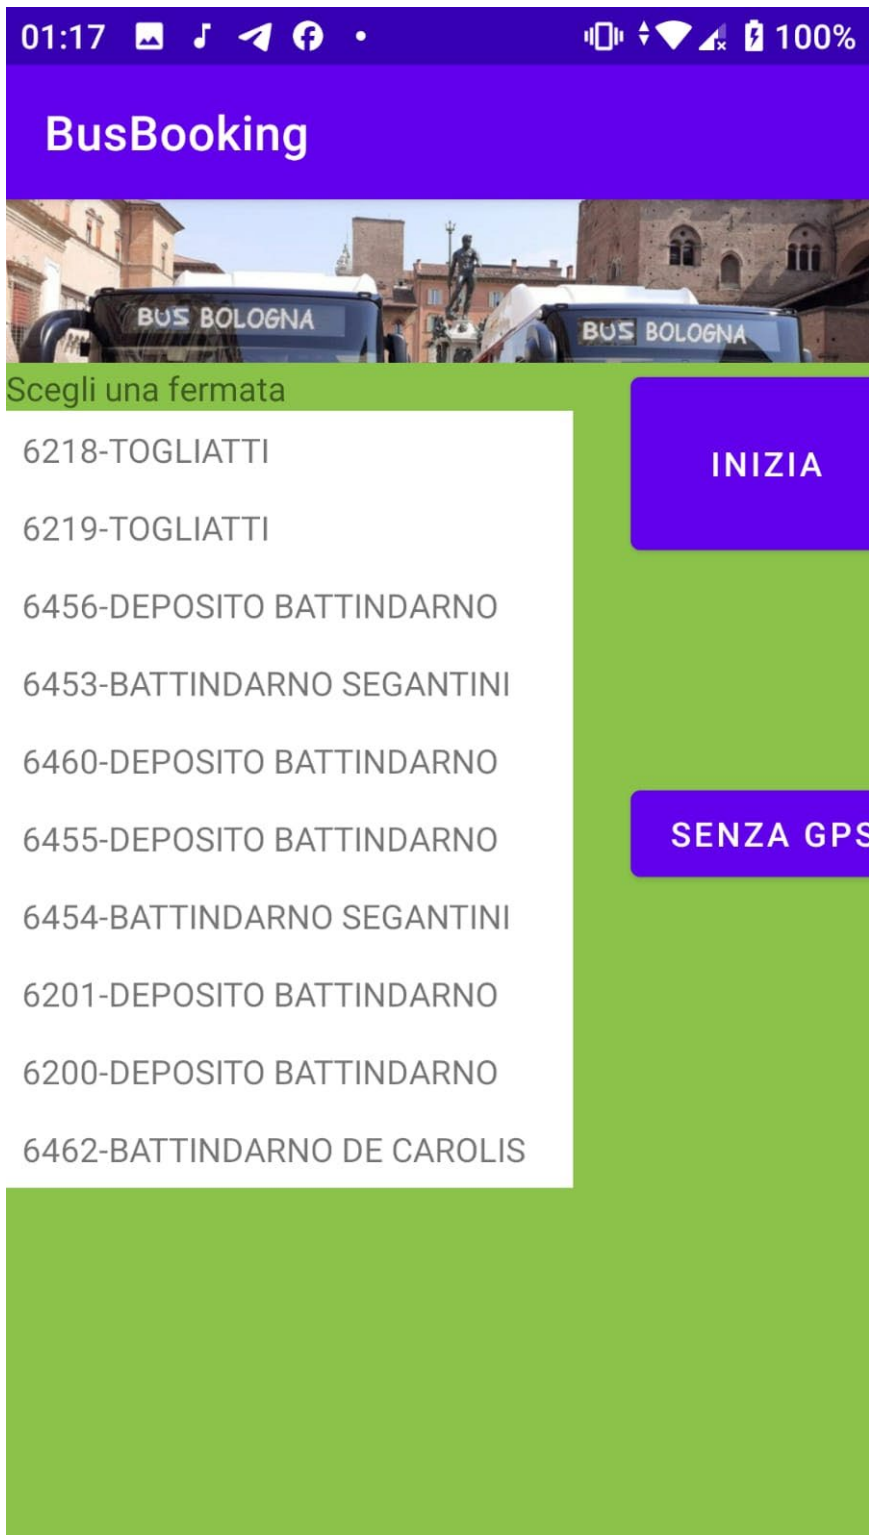 01:17
100%
BusBooking
BUS BOLOGNA
BUS BOLOGNA
Scegli una fermata
INIZIA
6218-TOGLIATTI
6219-TOGLIATTI
6456-DEPOSITO BATTINDARNO
6453-BATTINDARNO SEGANTINI
6460-DEPOSITO BATTINDARNO
SENZA GPS
6455-DEPOSITO BATTINDARNO
6454-BATTINDARNO SEGANTINI
6201-DEPOSITO BATTINDARNO
6200-DEPOSITO BATTINDARNO
6462-BATTINDARNO DE CAROLIS